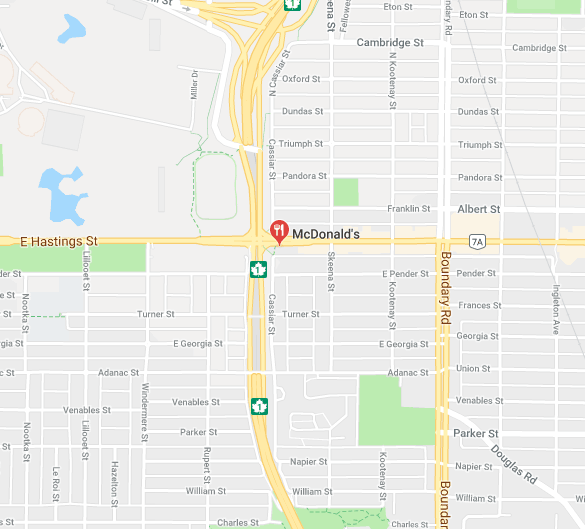 1
Eton St
Eton St
Cambridge St
Cambridge St
N Cassiar St
Oxford St
N Kootenay St
Oxford St
Miller Dr
Dundas St
Dundas St
Cassiar St
Triumph St
Triumph St
Pandora St
Pandora St
Franklin St
Albert St
McDonald's
E Hastings St
7A
Lillooet St
Skeena St
Boundary Rd
1
E Pender St
Pender St
Nootka St
Cassiar St
Kootenay St
Ingleton Ave
Frances St
Turner St
Turner St
Georgia St
E Georgia St
E Georgia St
Adanac St
Adanac St
Union St
Windermere St
1
Venables St
Venables St
Venables St
Nootka St
Lillooet St
Parker St
Parker St
Rupert St
Douglas Rd
Le Roi St
Hazelton St
Napier St
Kootenay St
Napier St
William St
William St
William St
Charles St
Charles St